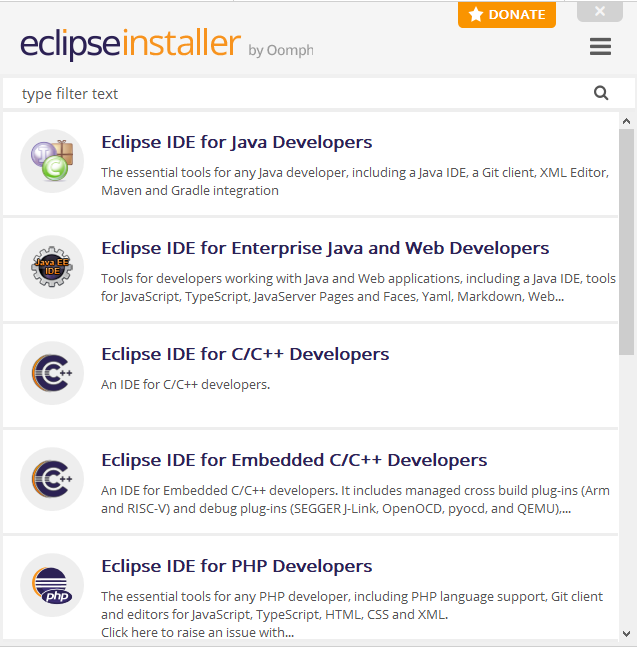 DONATE
eclipseinstaller by Oomph
type filter text
Eclipse IDE for Java Developers
The essential tools for any Java developer, including a Java IDE, a Git client, XML Editor,
Maven and Gradle integration
Java EE
IDE
Eclipse IDE for Enterprise Java and Web Developers
Tools for developers working with Java and Web applications, including a Java IDE, tools
for JavaScript, TypeScript, JavaServer Pages and Faces, Yaml, Markdown, Web...
C++
Eclipse IDE for C/C++ Developers
An IDE for C/C++ developers.
C++
Eclipse IDE for Embedded C/C++ Developers
An IDE for Embedded C/C++ developers. It includes managed cross build plug-ins (Arm
and RISC-V) and debug plug-ins (SEGGER J-Link, OpenOCD, pyocd, and QEMU),...
php
Eclipse IDE for PHP Developers
The essential tools for any PHP developer, including PHP language support, Git client
and editors for JavaScript, TypeScript, HTML, CSS and XML.
Click here to raise an issue with...